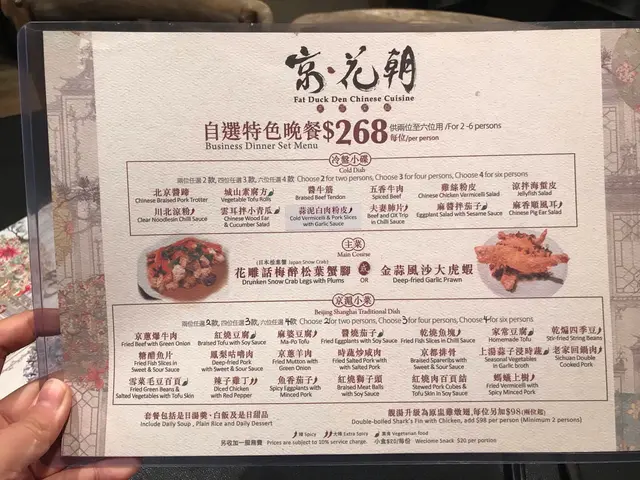 京·花朝
Fat Duck Den Chinese Cuisine
自選特色晚餐$268 供兩位至六位用 /For 2 -6 persons
Business Dinner Set Menu 每位/per person
冷盤小碟
Cold Dish
兩位任選2款, 四位任選3款, 六位任選4款 Choose 2 for two persons, Choose 3 for four persons, Choose 4 for six persons
北京醬蹄 城山素腐方 醬牛筋 五香牛肉 雞絲粉皮 涼拌海蜇皮
Chinese Braised Pork Trotter Vegetable Tofu Rolls Braised Beef Tendon Spiced Beef Chinese Chicken Vermicelli Salad Jellyfish Salad
川北涼粉 雲耳拌小青瓜 蒜泥白肉粉皮 夫妻肺片 麻醬拌茄子 麻香順風耳
Clear Noodlesin Chilli Sauce Chinese Wood Ear & Cucumber Salad Cold Vermicelli & Pork Slices with Garlic Sauce Beef and OX Trip in Chilli Sauce Eggplant Salad with Sesame Sauce Chinese Pig Ear Salad
主菜
Main Course
(日本松葉蟹 Japan Snow Crab)
花雕話梅醉松葉蟹腳 或 OR 金蒜風沙大虎蝦
Drunken Snow Crab Legs with Plums Deep-fried Garlic Prawn
京滬小菜
Beijing Shanghai Traditional Dish
兩位任選2款, 四位任選3款, 六位任選4款 Choose 2 for two persons, Choose 3 for four persons, Choose 4 for six persons
京蔥爆牛肉 紅燒豆腐 麻婆豆腐 醬燒茄子 乾燒魚塊 家常豆腐 乾煸四季豆
Fried Beef with Green Onion Braised Tofu with Soy Sauce Ma-Po Tofu Fried Eggplants with Soy Sauce Fried Fish Slices in Chilli Sauce Homemade Tofu Stir-fried String Beans
糖醋魚片 鳳梨咕嚕肉 京蔥羊肉 時蔬炒咸肉 京都排骨 上湯蒜子浸時蔬 老家回鍋肉
Fried Fish Slices in Sweet & Sour Sauce Deep-fried Pork with Sweet & Sour Sauce Fried Mutton with Green Onion Fried Salted Pork with Salted Pork Braised Spareribs with Sweet & Sour Sauce Seasonal Vegetables in Garlic broth Sichuan Double Cooked Pork
雪菜毛豆百頁 辣子雞丁 魚香茄子 紅燒獅子頭 紅燒肉百頁結 螞蟻上樹
Fried Green Beans & Salted Vegetables with Tofu Skin Diced Chicken with Red Pepper Spicy Eggplants with Minced Pork Braised Meat Balls with Soy Sauce Stewed Pork Cubes & Tofu Skin in Soy Sauce Fried Vermicelli with Spicy Minced Pork
套餐包括是日湯羹、白飯及是日甜品 靚湯升級為原盅雞燉翅,每位另加$98(兩位起)
Include Daily Soup , Plain Rice and Daily Dessert Double-boiled Shark's Fin with Chicken, add $98 per person (Minimum 2 persons)
辣 Spicy 大辣 Extra Spicy 素食 Vegetarian food
另收加一服務費 Prices are subject to 10% service charge. 小食$20/每份 Welcome Snack $20 per portion